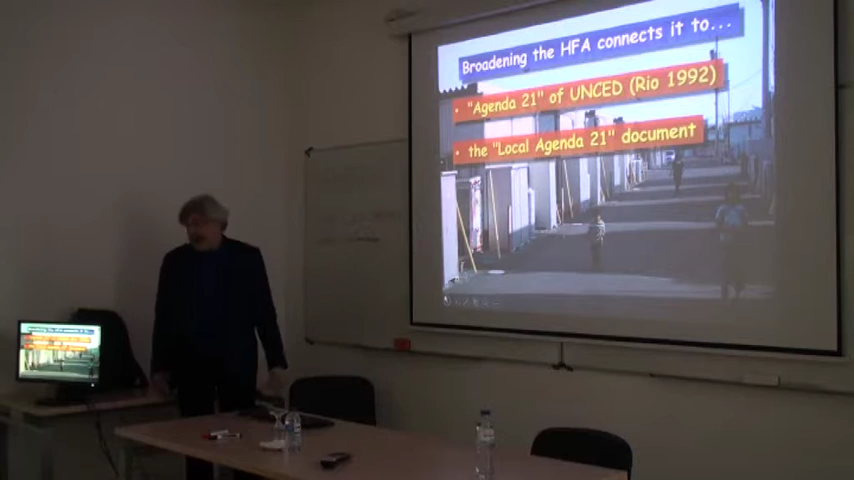 Broadening the HFA connects it to...
• "Agenda 21" of UNCED (Rio 1992)
• the "Local Agenda 21" document